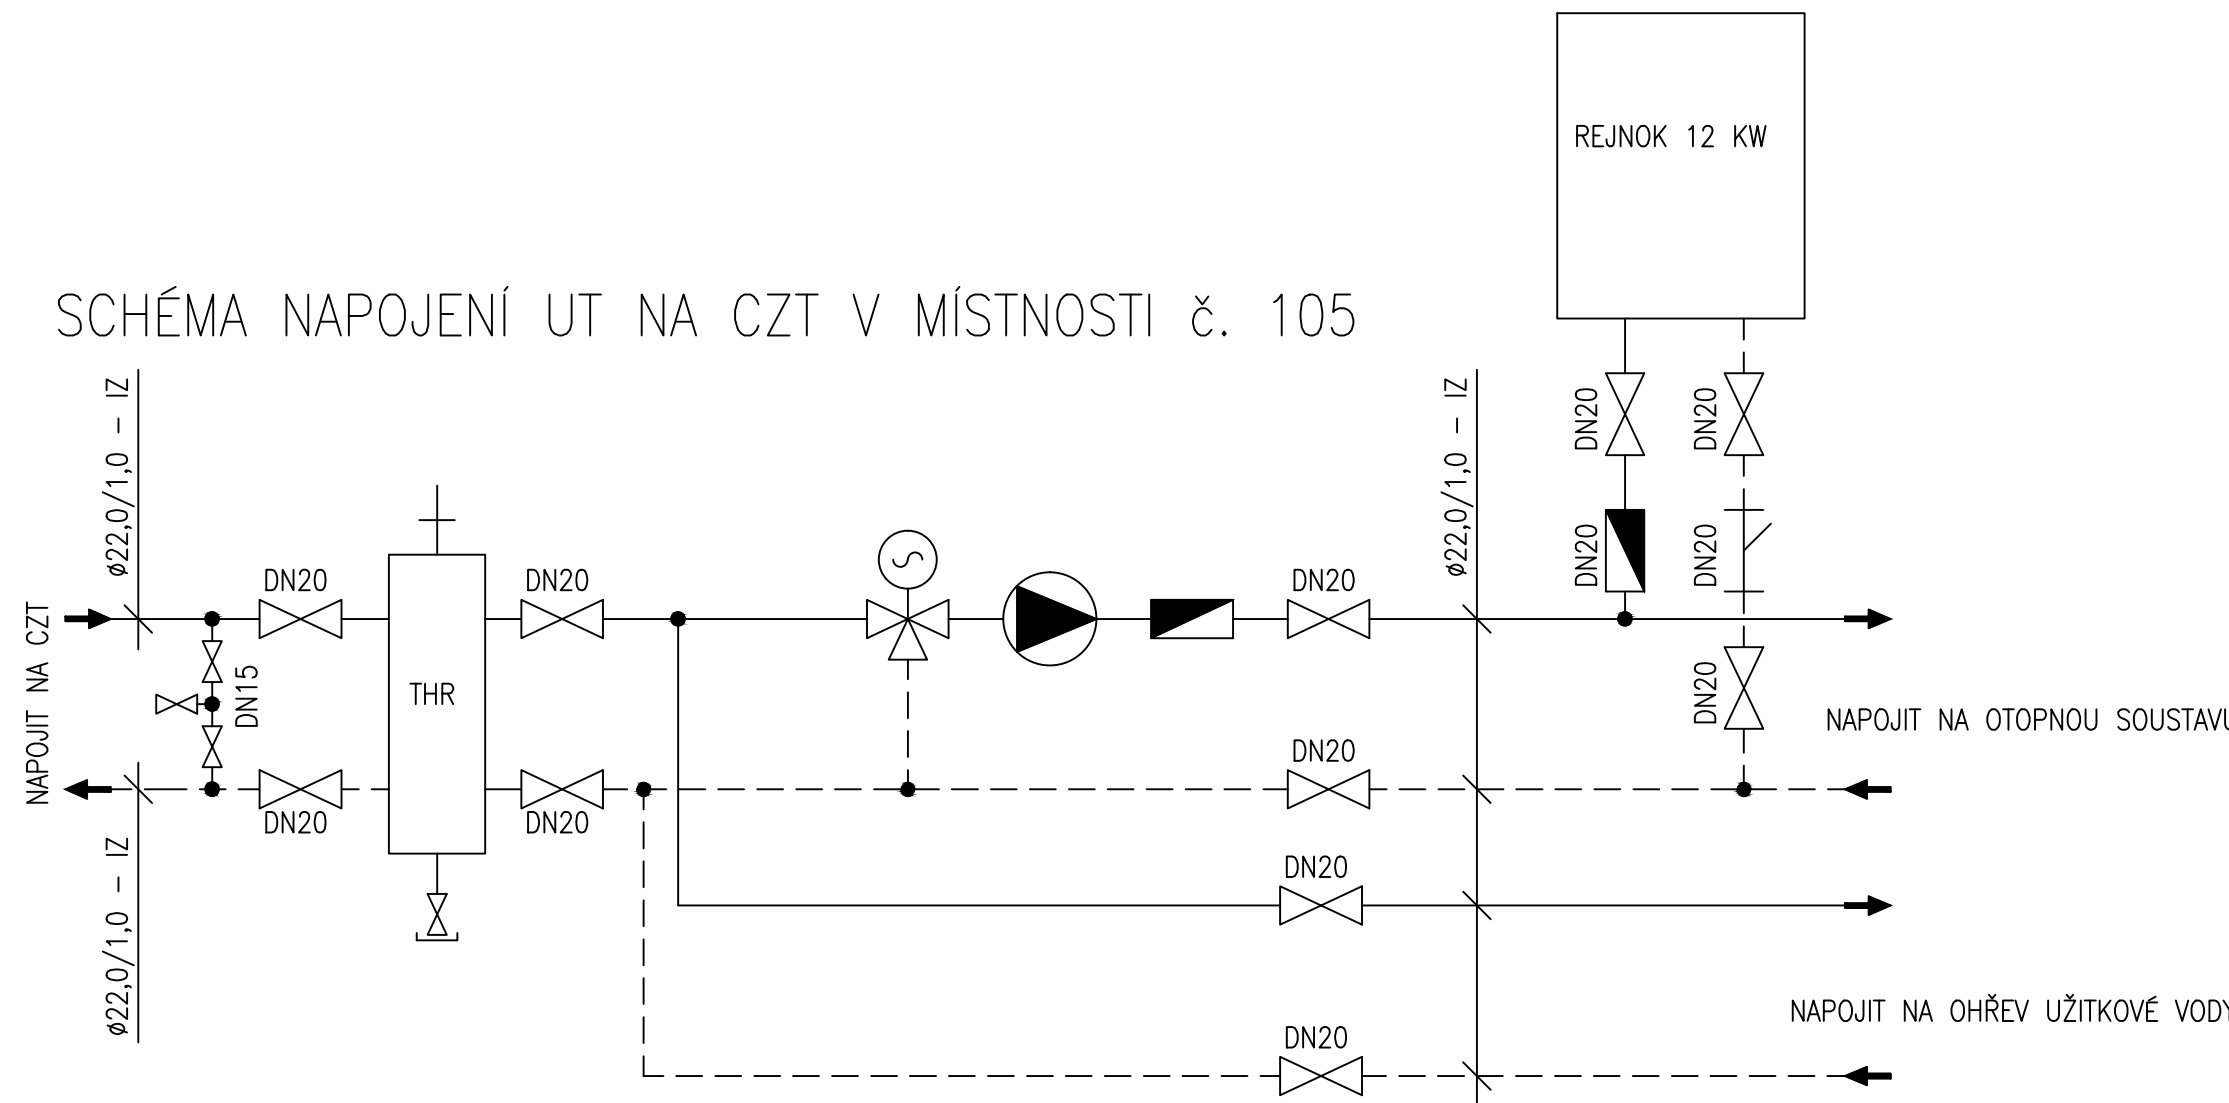 REJNOK 12 KW
SCHÉMA NAPOJENÍ UT NA CZT V MÍSTNOSTI č. 105
ø22,0/1,0 - IZ
ø22,0/1,0 - IZ
DN20
DN20
DN20
DN20
DN20
DN20
DN20
NAPOJIT NA CZT
DN15
THR
DN20
NAPOJIT NA OTOPNOU SOUSTAVU
DN20
DN20
DN20
ø22,0/1,0 - IZ
DN20
NAPOJIT NA OHŘEV UŽITKOVÉ VODY
DN20